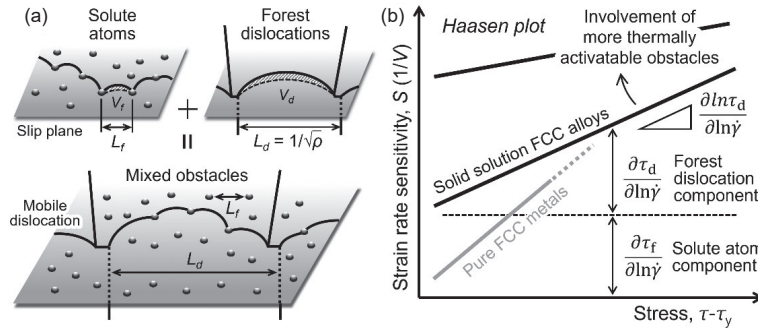 (a)
Solute
atoms
Forest
dislocations
V_f
L_f
Slip plane
+
V_d
L_d = 1/√ρ
=
Mixed obstacles
Mobile
dislocation
L_f
L_d
(b)
Haasen plot
Involvement of
more thermally
activatable obstacles
Strain rate sensitivity, S (1/V)
Solid solution FCC alloys
Pure FCC metals
∂lnτ_d
∂lnγ̇
∂τ_d
∂lnγ̇
Forest
dislocation
component
∂τ_f
∂lnγ̇
Solute atom
component
Stress, τ-τ_y